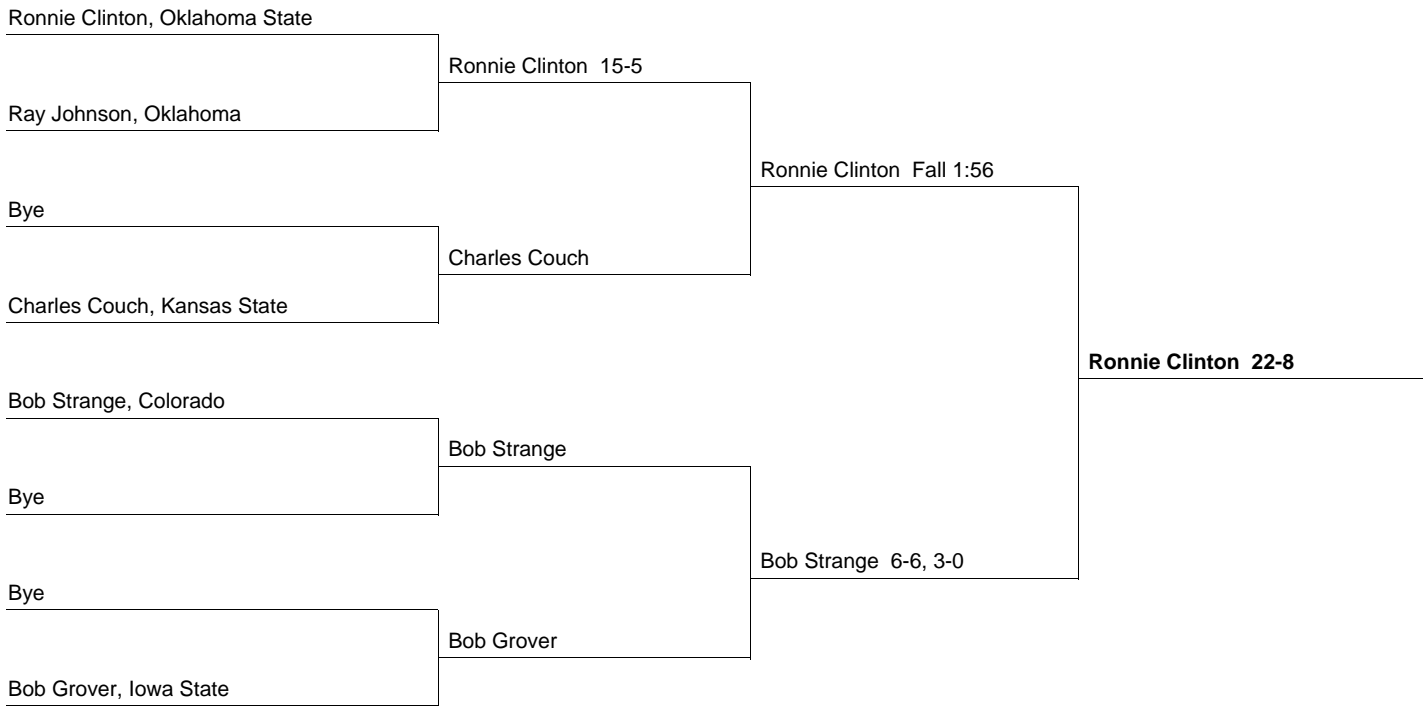 Ronnie Clinton, Oklahoma State
Ronnie Clinton 15-5
Ray Johnson, Oklahoma
Ronnie Clinton Fall 1:56
Bye
Charles Couch
Charles Couch, Kansas State
Ronnie Clinton 22-8
Bob Strange, Colorado
Bob Strange
Bye
Bob Strange 6-6, 3-0
Bye
Bob Grover
Bob Grover, Iowa State